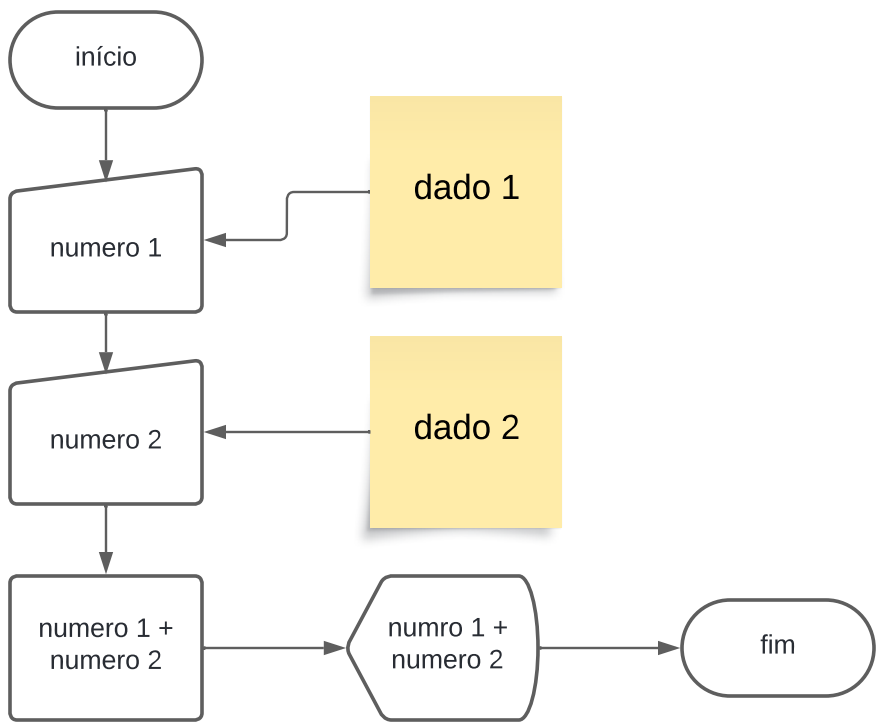 início
dado 1
numero 1
dado 2
numero 2
numero 1 +
numero 2
numro 1 +
numero 2
fim